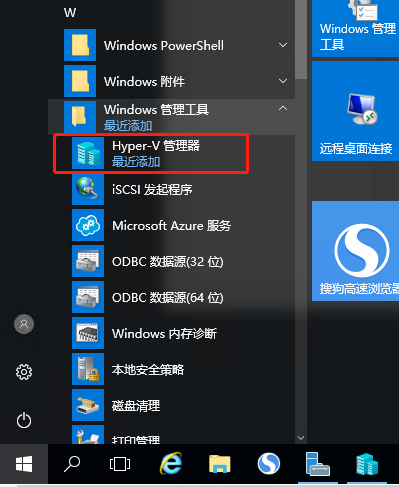 W
Windows PowerShell
Windows 附件
Windows 管理工具
最近添加
Hyper-V 管理器
最近添加
iSCSI 发起程序
Microsoft Azure 服务
ODBC 数据源(32 位)
ODBC 数据源(64 位)
Windows 内存诊断
本地安全策略
磁盘清理
打印管理
Windows 管理
工具
远程桌面连接
搜狗高速浏览器